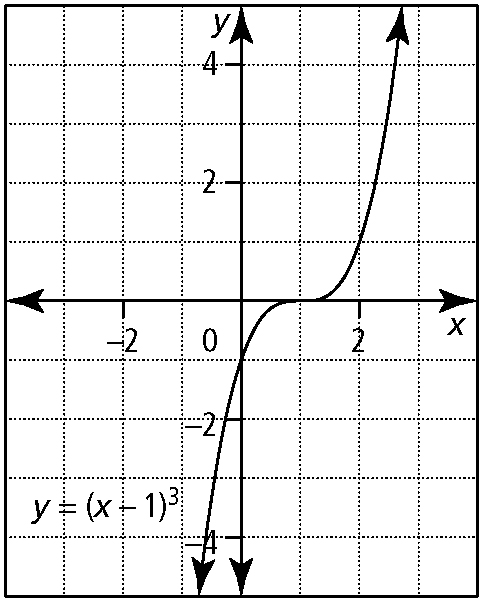 y
4
2
–2 0 2 x
–2
y = (x – 1)³
–4